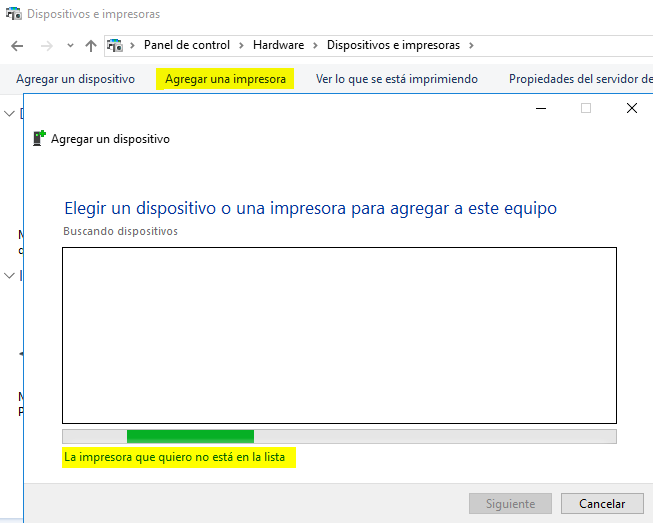 Dispositivos e impresoras
Panel de control > Hardware > Dispositivos e impresoras >
Agregar un dispositivo Agregar una impresora Ver lo que se está imprimiendo Propiedades del servidor de
Agregar un dispositivo
Elegir un dispositivo o una impresora para agregar a este equipo
Buscando dispositivos
La impresora que quiero no está en la lista
Siguiente Cancelar